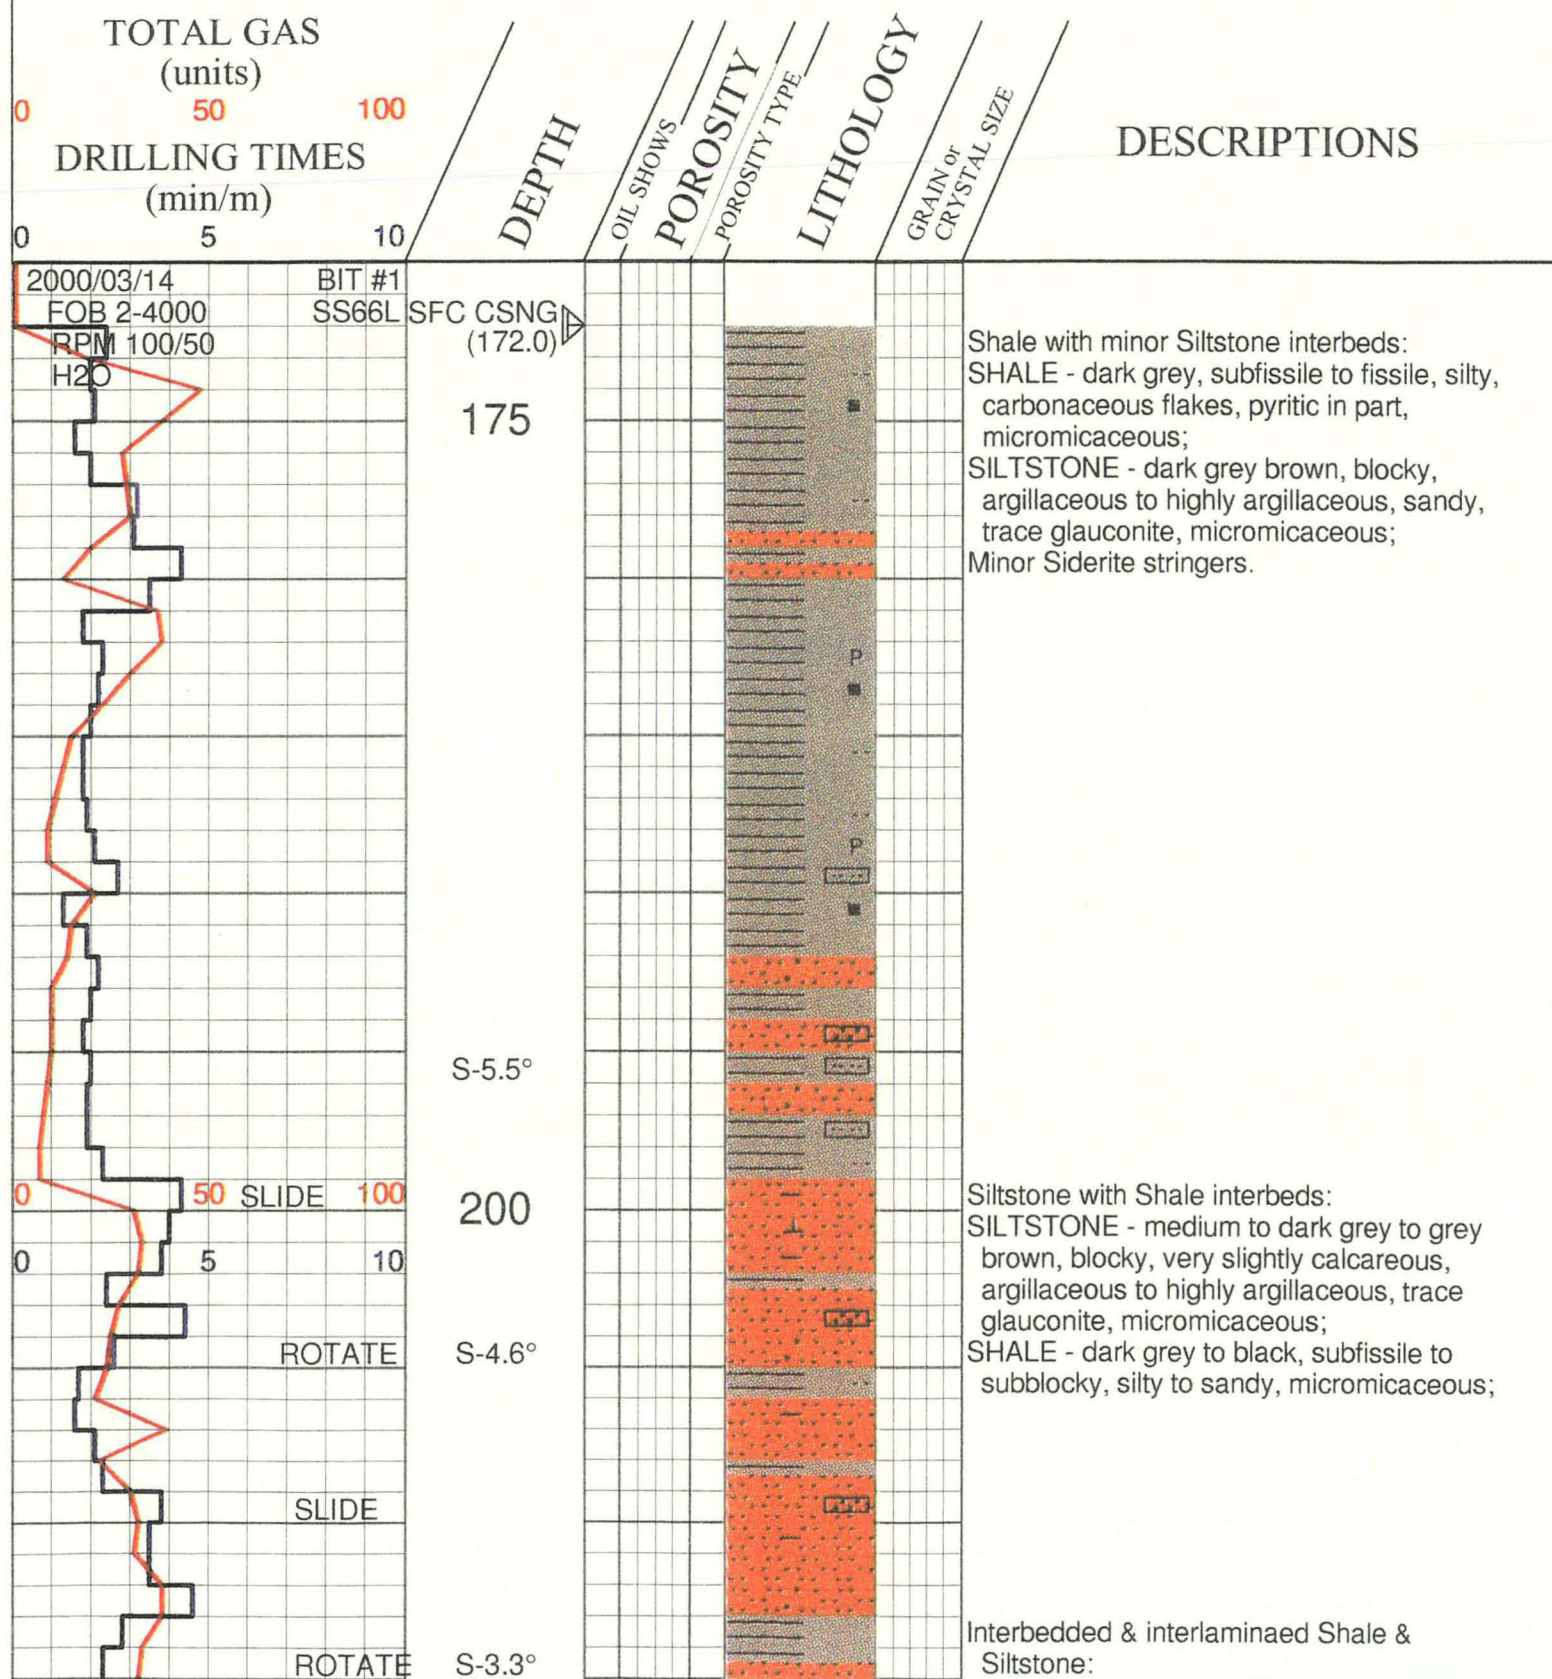 TOTAL GAS
(units)
0 50 100
DRILLING TIMES
(min/m)
0 5 10
DEPTH
OIL SHOWS
POROSITY
POROSITY TYPE
LITHOLOGY
GRAIN or
CRYSTAL SIZE
DESCRIPTIONS
2000/03/14 BIT #1
FOB 2-4000 SS66L
RPM 100/50
H2O
SFC CSNG
(172.0)
175
Shale with minor Siltstone interbeds:
SHALE - dark grey, subfissile to fissile, silty,
carbonaceous flakes, pyritic in part,
micromicaceous;
SILTSTONE - dark grey brown, blocky,
argillaceous to highly argillaceous, sandy,
trace glauconite, micromicaceous;
Minor Siderite stringers.
P
P
S-5.5°
0 50 SLIDE 100
200
0 5 10
Siltstone with Shale interbeds:
SILTSTONE - medium to dark grey to grey
brown, blocky, very slightly calcareous,
argillaceous to highly argillaceous, trace
glauconite, micromicaceous;
SHALE - dark grey to black, subfissile to
subblocky, silty to sandy, micromicaceous;
ROTATE S-4.6°
SLIDE
Interbedded & interlaminaed Shale &
Siltstone:
ROTATE S-3.3°